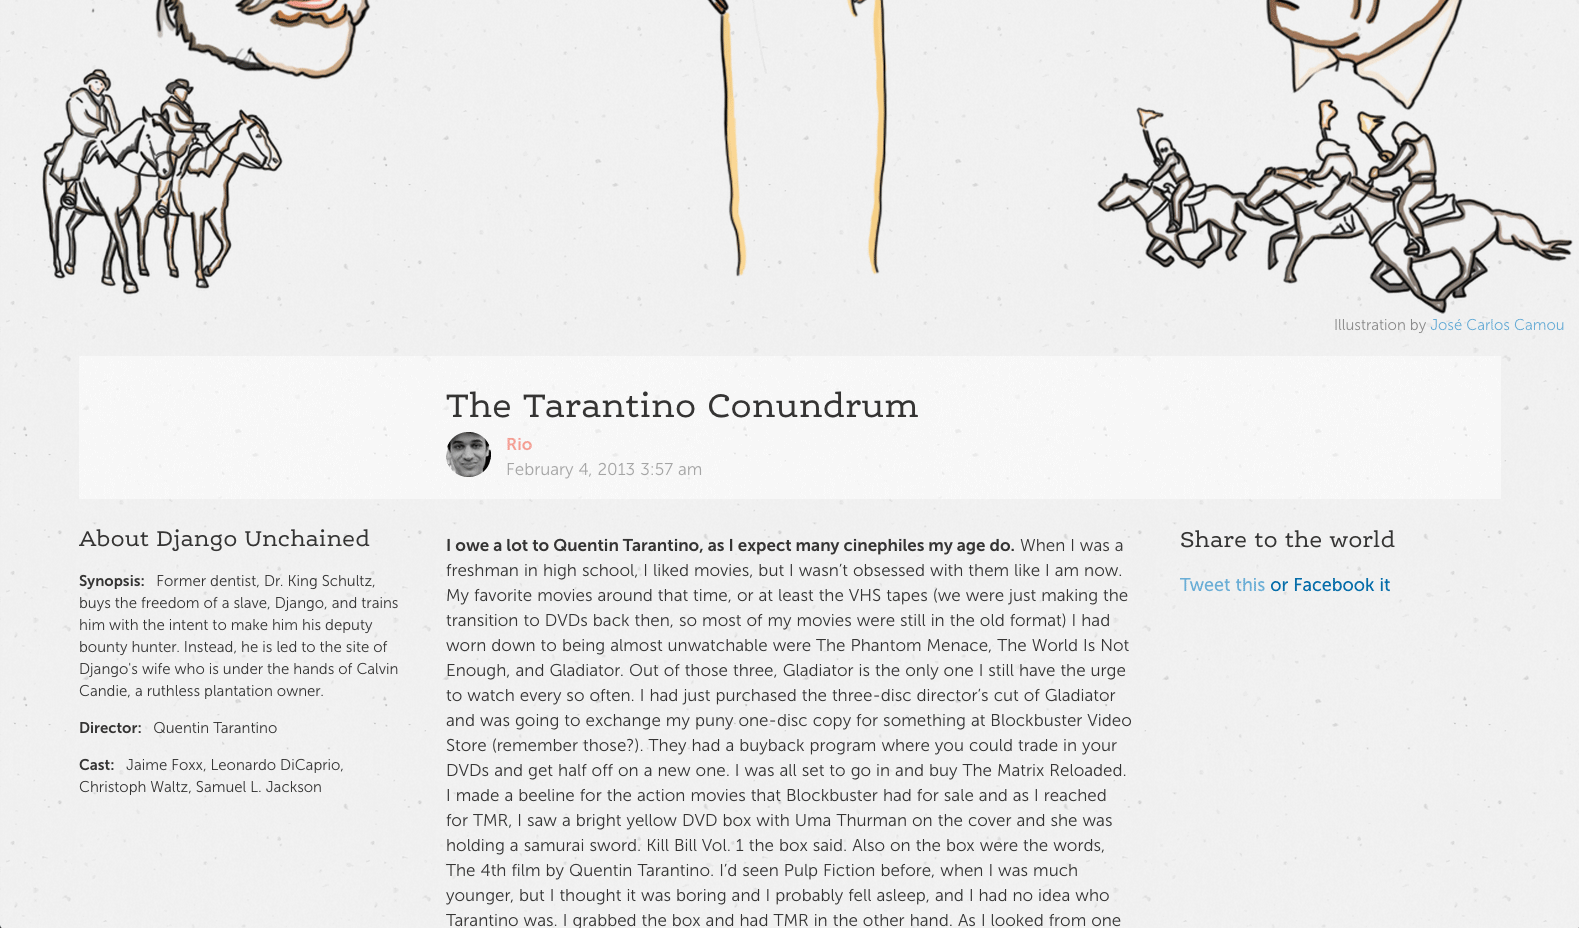 Illustration by José Carlos Camou
The Tarantino Conundrum
Rio
February 4, 2013 3:57 am
About Django Unchained
Synopsis: Former dentist, Dr. King Schultz,
buys the freedom of a slave, Django, and trains
him with the intent to make him his deputy
bounty hunter. Instead, he is led to the site of
Django's wife who is under the hands of Calvin
Candie, a ruthless plantation owner.
Director: Quentin Tarantino
Cast: Jaime Foxx, Leonardo DiCaprio,
Christoph Waltz, Samuel L. Jackson
I owe a lot to Quentin Tarantino, as I expect many cinephiles my age do. When I was a
freshman in high school, I liked movies, but I wasn't obsessed with them like I am now.
My favorite movies around that time, or at least the VHS tapes (we were just making the
transition to DVDs back then, so most of my movies were still in the old format) I had
worn down to being almost unwatchable were The Phantom Menace, The World Is Not
Enough, and Gladiator. Out of those three, Gladiator is the only one I still have the urge
to watch every so often. I had just purchased the three-disc director's cut of Gladiator
and was going to exchange my puny one-disc copy for something at Blockbuster Video
Store (remember those?). They had a buyback program where you could trade in your
DVDs and get half off on a new one. I was all set to go in and buy The Matrix Reloaded.
I made a beeline for the action movies that Blockbuster had for sale and as I reached
for TMR, I saw a bright yellow DVD box with Uma Thurman on the cover and she was
holding a samurai sword. Kill Bill Vol. 1 the box said. Also on the box were the words,
The 4th film by Quentin Tarantino. I'd seen Pulp Fiction before, when I was much
younger, but I thought it was boring and I probably fell asleep, and I had no idea who
Tarantino was. I grabbed the box and had TMR in the other hand. As I looked from one
Share to the world
Tweet this or Facebook it